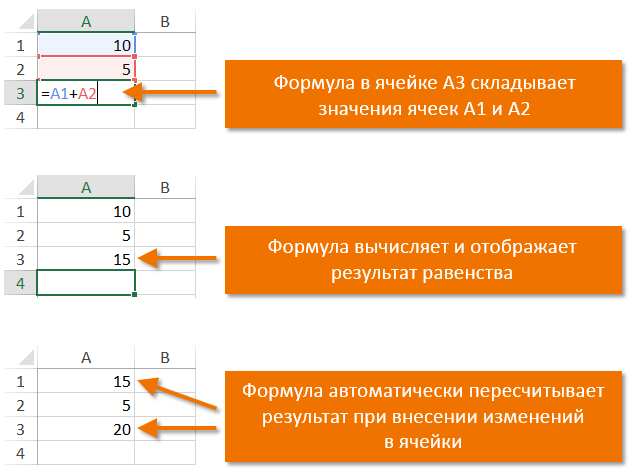 A B
1 10
2 5
3 =A1+A2
4
Формула в ячейке A3 складывает
значения ячеек A1 и A2
A B
1 10
2 5
3 15
4
Формула вычисляет и отображает
результат равенства
A B
1 15
2 5
3 20
Формула автоматически пересчитывает
результат при внесении изменений
в ячейки